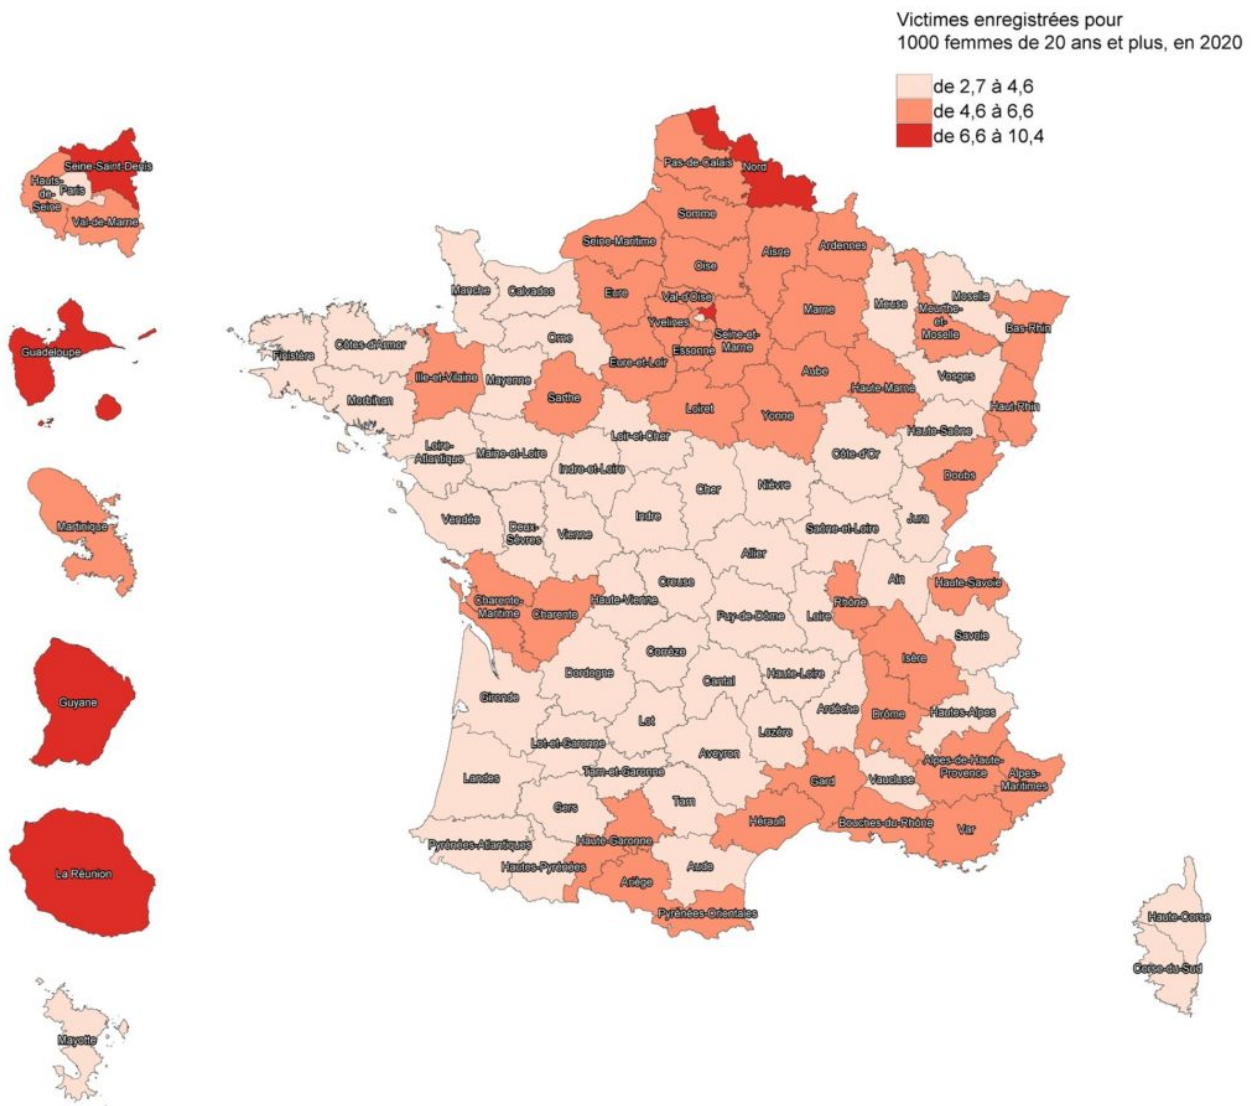 Victimes enregistrées pour
1000 femmes de 20 ans et plus, en 2020
de 2,7 à 4,6
de 4,6 à 6,6
de 6,6 à 10,4
Seine-Saint-Denis
Hauts-
de-
Seine
Paris
Val-de-Marne
Guadeloupe
Martinique
Guyane
La Réunion
Mayotte
Pas-de-Calais
Nord
Somme
Seine-Maritime
Aisne
Ardennes
Oise
Manche
Calvados
Eure
Val-d'Oise
Marne
Meuse
Moselle
Meurthe-
et-
Moselle
Bas-Rhin
Yvelines
Seine-et-
Marne
Essonne
Orne
Finistère
Côtes-d'Armor
Eure-et-Loir
Aube
Haute-Marne
Vosges
Ille-et-Vilaine
Mayenne
Sarthe
Morbihan
Loiret
Yonne
Haut-Rhin
Haute-Saône
Loir-et-Cher
Loire-
Atlantique
Maine-et-Loire
Indre-et-Loire
Côte-d'Or
Doubs
Cher
Nièvre
Vendée
Deux-
Sèvres
Vienne
Indre
Saône-et-Loire
Jura
Allier
Ain
Haute-Savoie
Charente-
Maritime
Charente
Haute-Vienne
Creuse
Puy-de-Dôme
Loire
Rhône
Savoie
Corrèze
Isère
Dordogne
Cantal
Haute-Loire
Gironde
Lot
Ardèche
Drôme
Hautes-Alpes
Lot-et-Garonne
Aveyron
Lozère
Alpes-de-Haute-
Provence
Alpes-
Maritimes
Landes
Tarn-et-Garonne
Gard
Vaucluse
Gers
Tarn
Hérault
Bouches-du-Rhône
Var
Pyrénées-Atlantiques
Haute-Garonne
Hautes-Pyrénées
Aude
Ariège
Pyrénées-Orientales
Haute-Corse
Corse-du-Sud